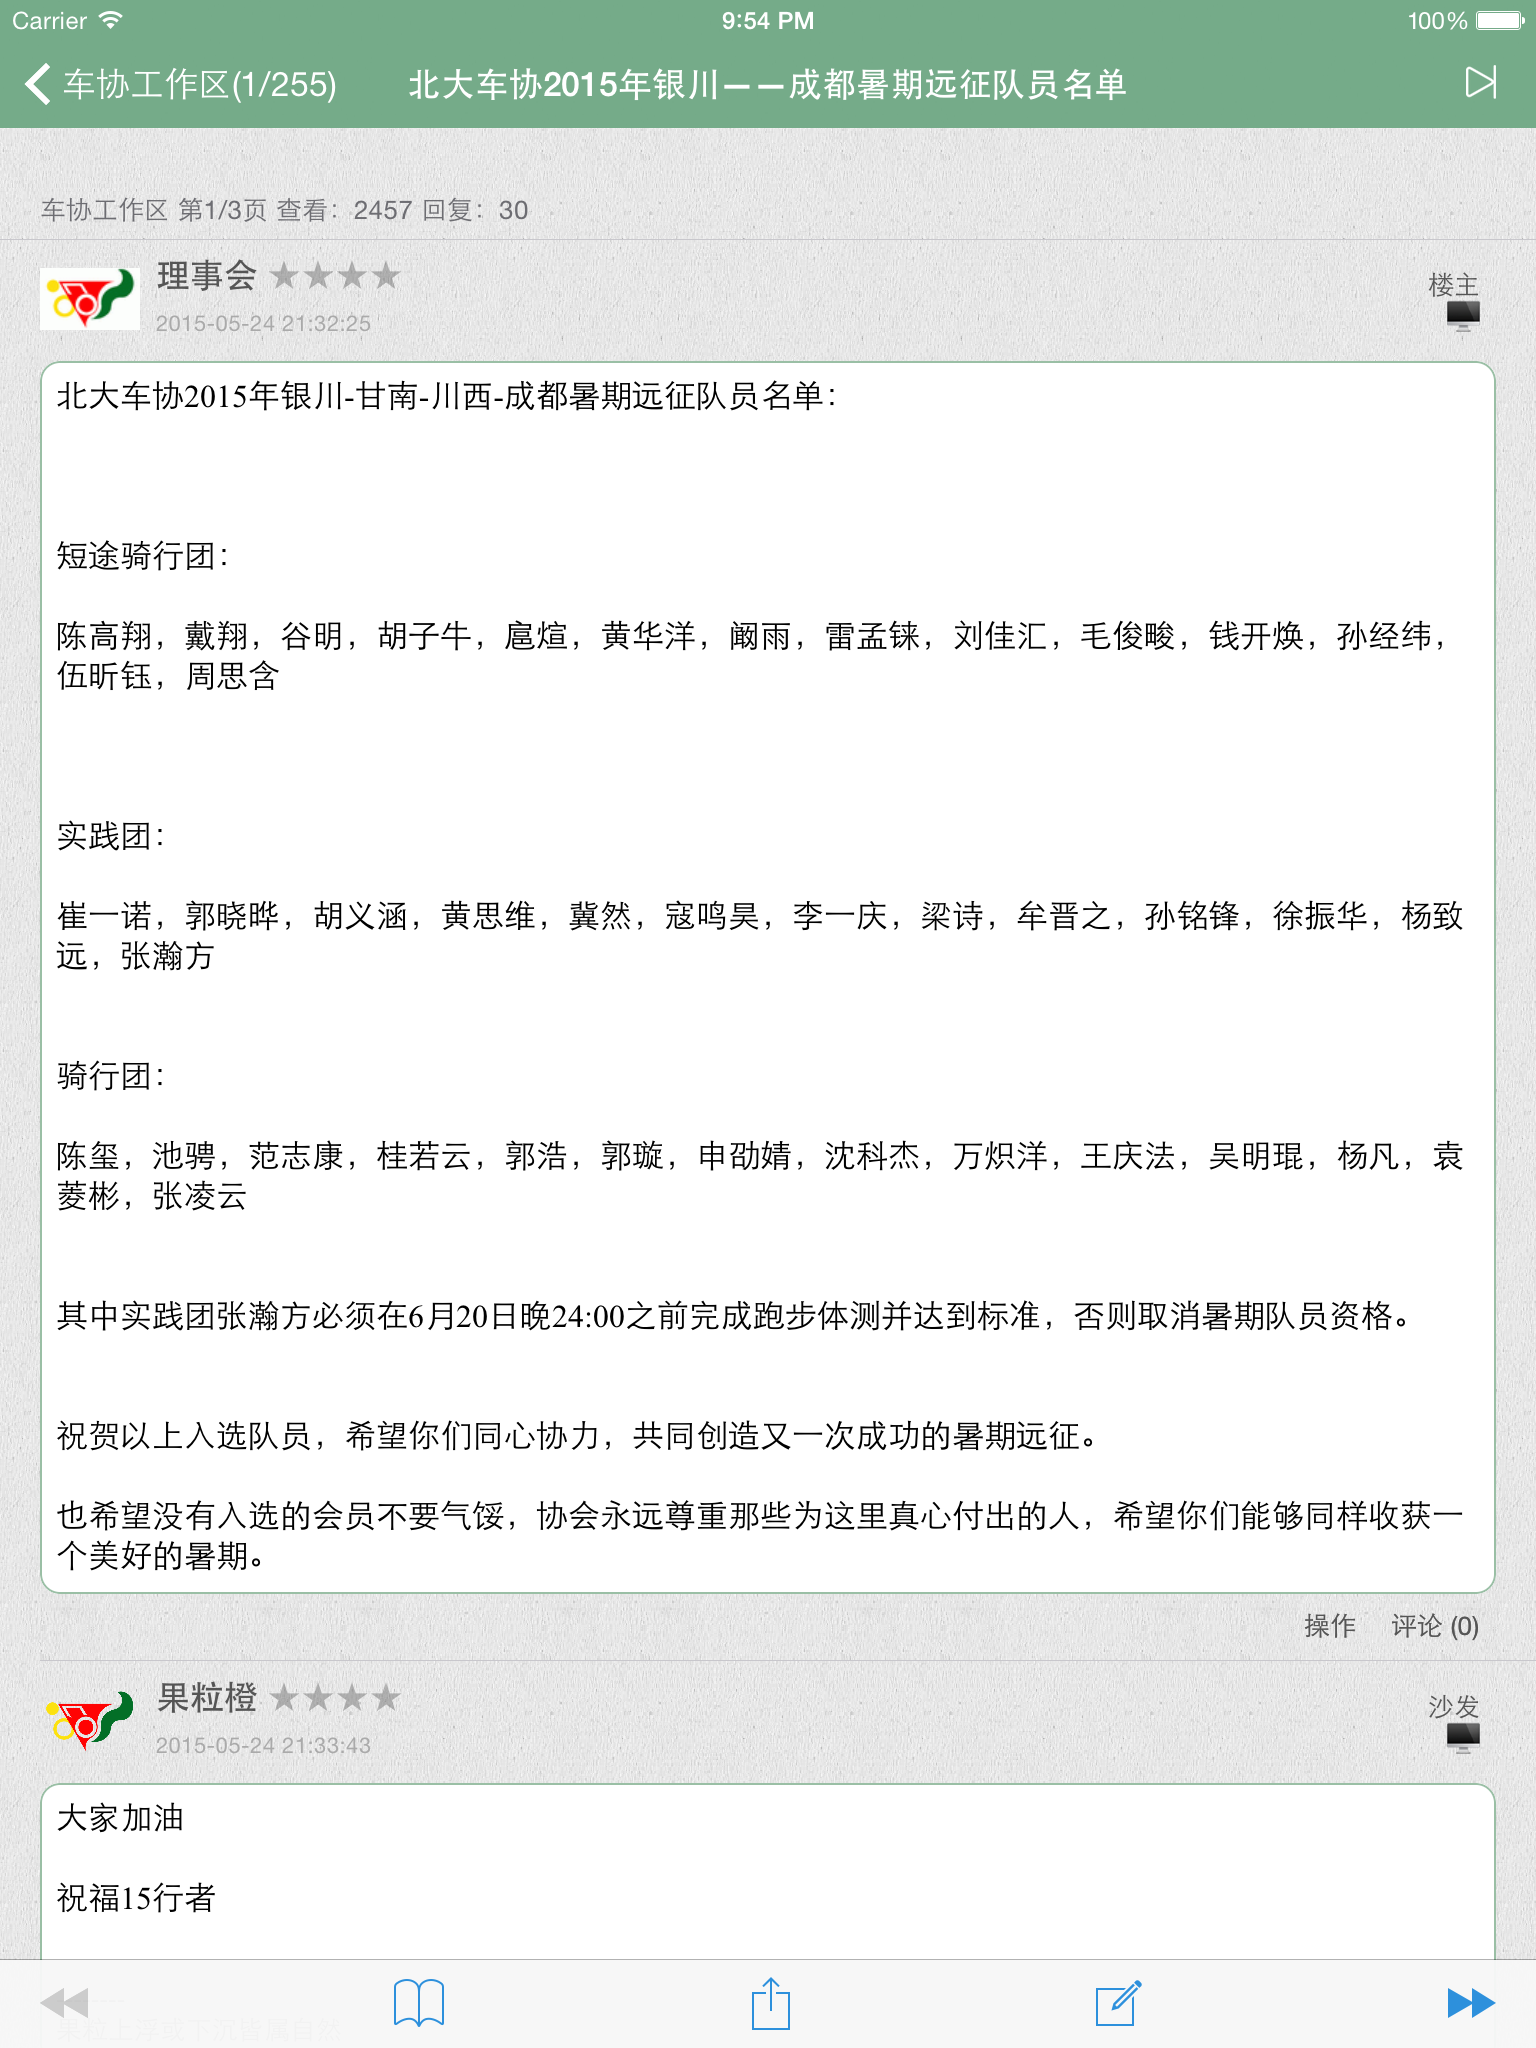 Carrier 9:54 PM 100%
车协工作区(1/255) 北大车协2015年银川——成都暑期远征队员名单
车协工作区 第1/3页 查看：2457 回复：30
理事会 ★★★★
楼主
2015-05-24 21:32:25
北大车协2015年银川-甘南-川西-成都暑期远征队员名单：
短途骑行团：
陈高翔，戴翔，谷明，胡子牛，扈煊，黄华洋，阚雨，雷孟铼，刘佳汇，毛俊畯，钱开焕，孙经纬，
伍昕钰，周思含
实践团：
崔一诺，郭晓晔，胡义涵，黄思维，冀然，寇鸣昊，李一庆，梁诗，牟晋之，孙铭锋，徐振华，杨致
远，张瀚方
骑行团：
陈玺，池骋，范志康，桂若云，郭浩，郭璇，申劭婧，沈科杰，万炽洋，王庆法，吴明琨，杨凡，袁
菱彬，张凌云
其中实践团张瀚方必须在6月20日晚24:00之前完成跑步体测并达到标准，否则取消暑期队员资格。
祝贺以上入选队员，希望你们同心协力，共同创造又一次成功的暑期远征。
也希望没有入选的会员不要气馁，协会永远尊重那些为这里真心付出的人，希望你们能够同样收获一
个美好的暑期。
操作 评论 (0)
果粒橙 ★★★★
沙发
2015-05-24 21:33:43
大家加油
祝福15行者
果粒上浮或下沉皆属自然